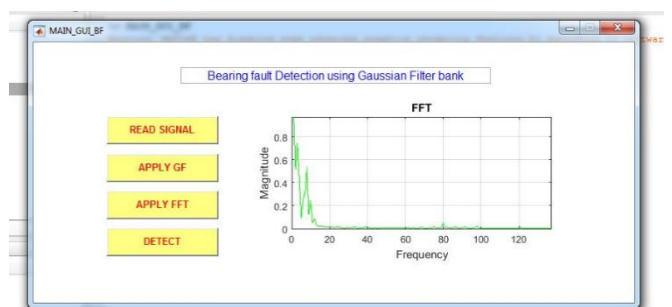 MAIN_GUI_BF
Bearing fault Detection using Gaussian Filter bank
READ SIGNAL
APPLY GF
APPLY FFT
DETECT
FFT
Magnitude
0.8
0.6
0.4
0.2
0
0 20 40 60 80 100 120
Frequency